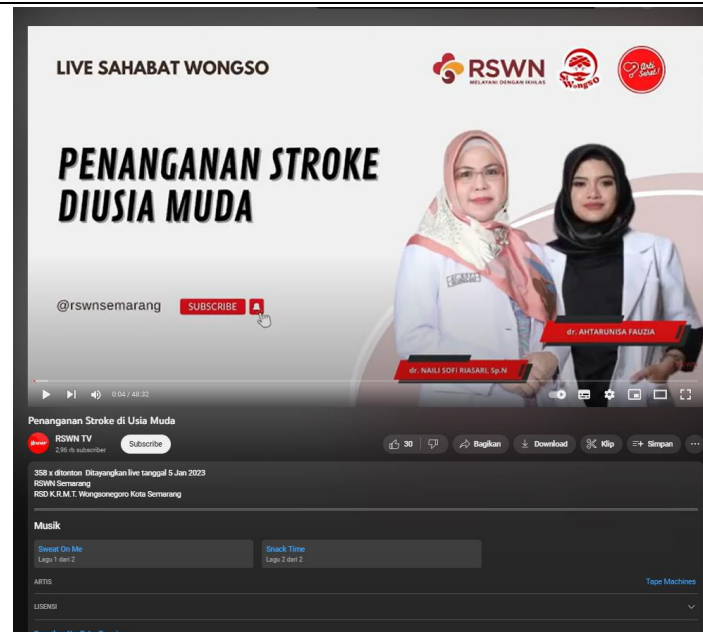 LIVE SAHABAT WONGSO
RSWN
MELAYANI DENGAN IKHLAS
Si Wongso
Arti Sehat!
PENANGANAN STROKE
DIUSIA MUDA
@rswnsemarang
SUBSCRIBE
dr. AHTARUNISA FAUZIA
dr. NAILI SOFI RIASARI, Sp.N
0:04 / 48:32
Penanganan Stroke di Usia Muda
RSWN TV
2,96 rb subscriber
Subscribe
30
Bagikan
Download
Klip
Simpan
358 x ditonton Ditayangkan live tanggal 5 Jan 2023
RSWN Semarang
RSD K.R.M.T. Wongsonegoro Kota Semarang
Musik
Sweat On Me
Lagu 1 dari 2
Snack Time
Lagu 2 dari 2
ARTIS
Tape Machines
LISENSI